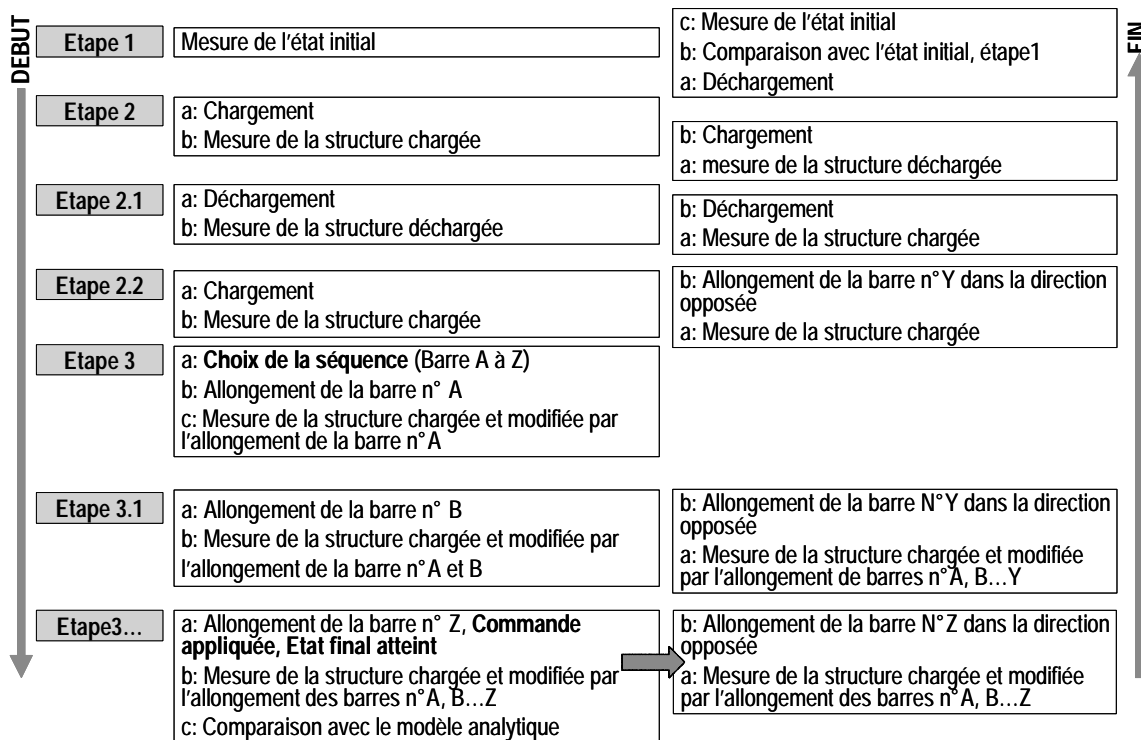 DEBUT
Etape 1
Mesure de l'état initial
Etape 2
a: Chargement
b: Mesure de la structure chargée
Etape 2.1
a: Déchargement
b: Mesure de la structure déchargée
Etape 2.2
a: Chargement
b: Mesure de la structure chargée
Etape 3
a: Choix de la séquence (Barre A à Z)
b: Allongement de la barre n° A
c: Mesure de la structure chargée et modifiée par
l'allongement de la barre n°A
Etape 3.1
a: Allongement de la barre n° B
b: Mesure de la structure chargée et modifiée par
l'allongement de la barre n°A et B
Etape3...
a: Allongement de la barre n° Z, Commande
appliquée, Etat final atteint
b: Mesure de la structure chargée et modifiée par
l'allongement des barres n°A, B...Z
c: Comparaison avec le modèle analytique
FIN
c: Mesure de l'état initial
b: Comparaison avec l'état initial, étape1
a: Déchargement
b: Chargement
a: mesure de la structure déchargée
b: Déchargement
a: Mesure de la structure chargée
b: Allongement de la barre n°Y dans la direction
opposée
a: Mesure de la structure chargée
b: Allongement de la barre N°Y dans la direction
opposée
a: Mesure de la structure chargée et modifiée
par l'allongement de barres n°A, B...Y
b: Allongement de la barre N°Z dans la direction
opposée
a: Mesure de la structure chargée et modifiée
par l'allongement des barres n°A, B...Z